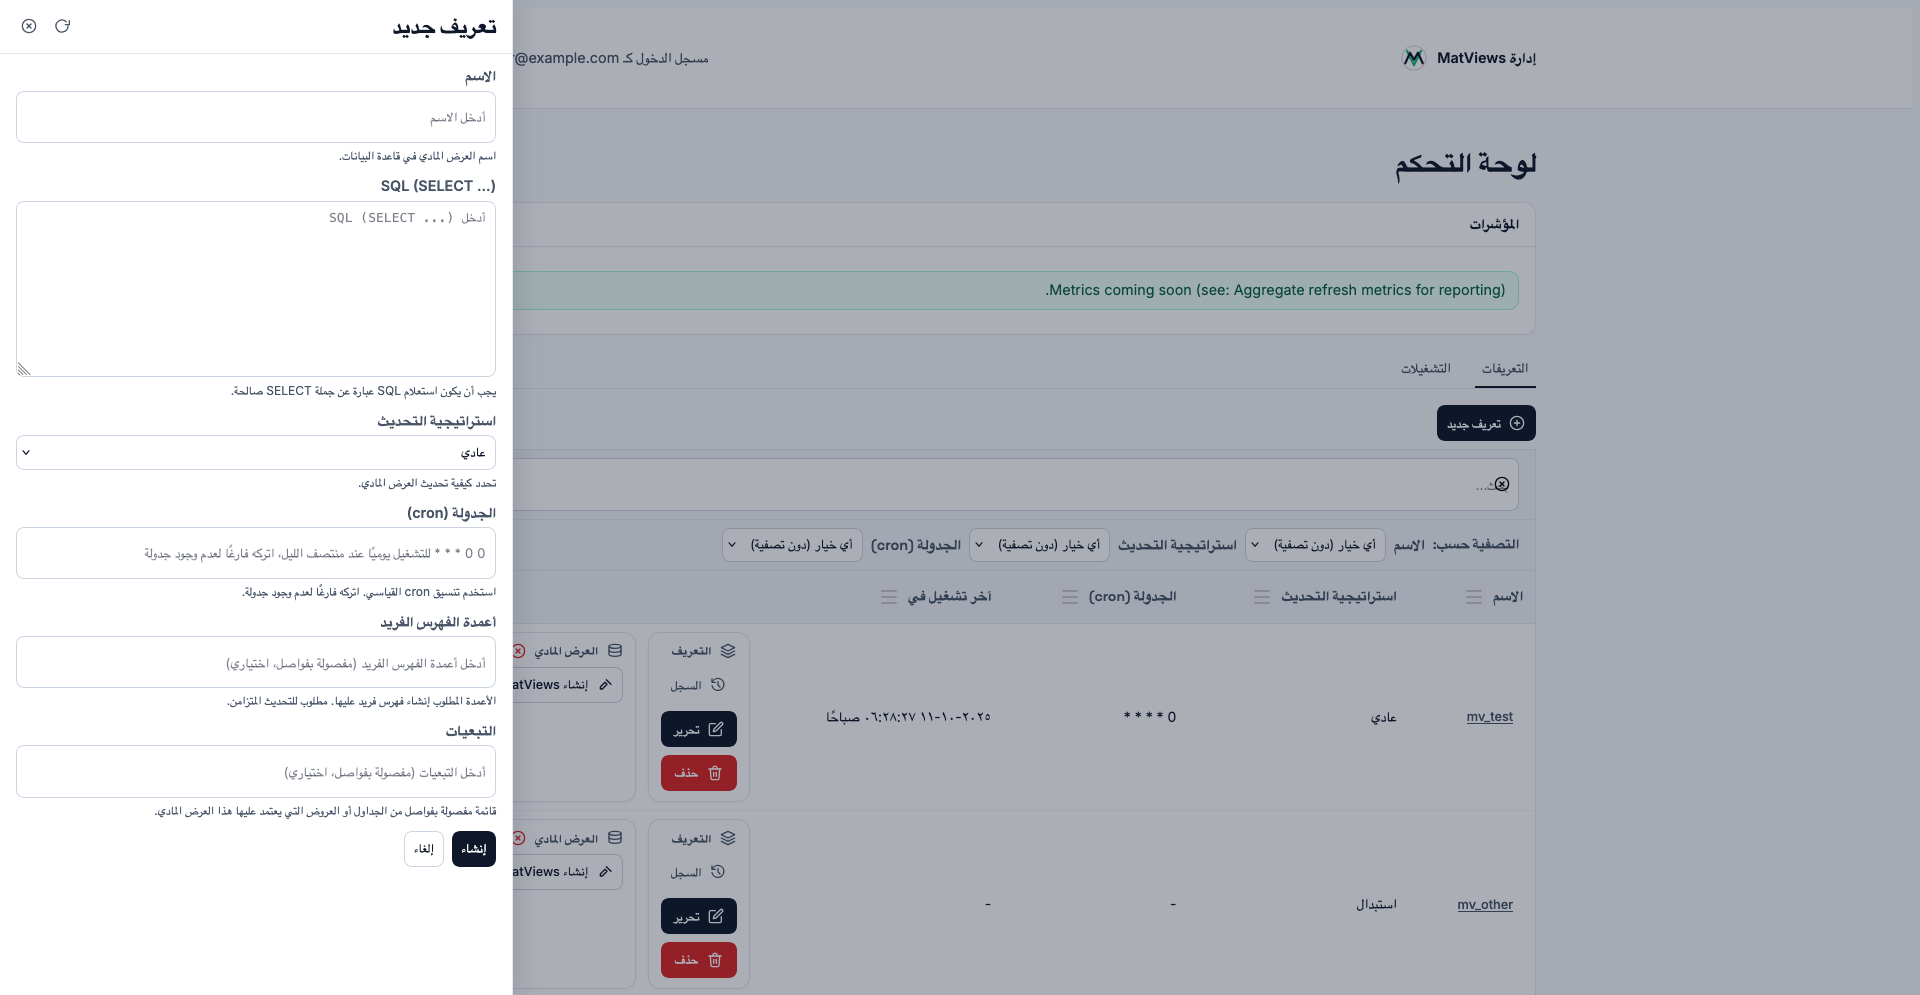 تعريف جديد
الاسم
أدخل الاسم
اسم العرض المادي في قاعدة البيانات.
SQL (SELECT ...)
أدخل SQL (SELECT ...)
يجب أن يكون استعلام SQL عبارة عن جملة SELECT صالحة.
استراتيجية التحديث
عادي
تحدد كيفية تحديث العرض المادي.
الجدولة (cron)
0 0 * * * للتشغيل يوميًا عند منتصف الليل، اتركه فارغًا لعدم وجود جدولة
استخدم تنسيق cron القياسي. اتركه فارغًا لعدم وجود جدولة.
أعمدة الفهرس الفريد
أدخل أعمدة الفهرس الفريد (مفصولة بفواصل، اختياري)
الأعمدة المطلوب إنشاء فهرس فريد عليها. مطلوب للتحديث المتزامن.
التبعيات
أدخل التبعيات (مفصولة بفواصل، اختياري)
قائمة مفصولة بفواصل من الجداول أو العروض التي يعتمد عليها هذا العرض المادي.
إنشاء
إلغاء
إدارة MatViews
مسجل الدخول كـ r@example.com
لوحة التحكم
المؤشرات
Metrics coming soon (see: Aggregate refresh metrics for reporting).
التعريفات
التشغيلات
تعريف جديد
التصفية حسب: الاسم أي خيار (دون تصفية) استراتيجية التحديث أي خيار (دون تصفية) الجدولة (cron) أي خيار (دون تصفية)
الاسم استراتيجية التحديث الجدولة (cron) آخر تشغيل في
mv_test عادي 0 * * * * ٢٠٢٥-١٠-١١ ٠٦:٢٨:٢٧ صباحًا
التعريف
السجل
تحرير
حذف
العرض المادي
إنشاء atViews
mv_other استبدال - -
التعريف
السجل
تحرير
حذف
العرض المادي
إنشاء atViews